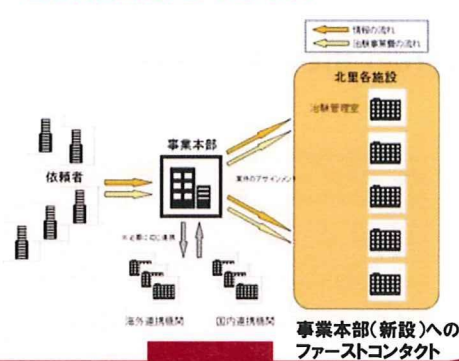 情報の流れ
治験事業費の流れ
北里各施設
治験管理室
事業本部
依頼者
案件のアサインメント
※必要に応じ連携
海外連携機関
国内連携機関
事業本部(新設)への
ファーストコンタクト